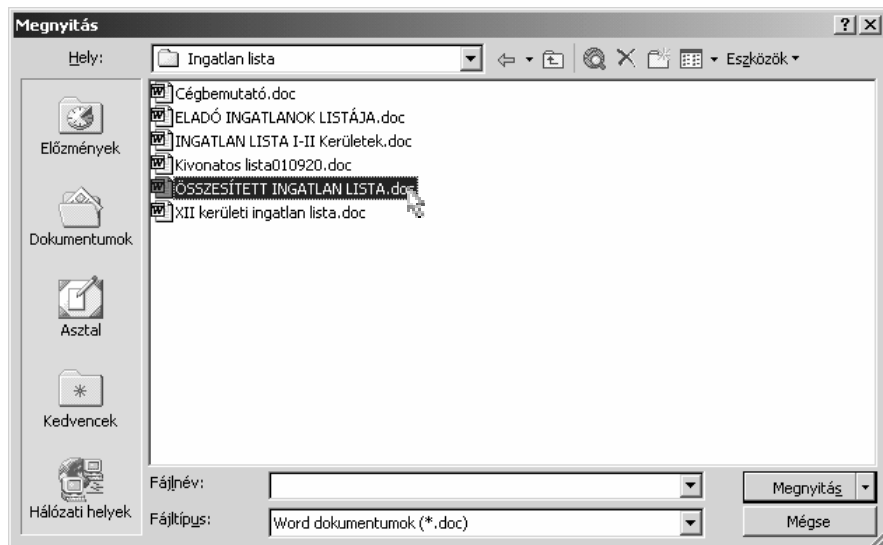 Megnyitás
Hely:
Ingatlan lista
Eszközök
Előzmények
Dokumentumok
Asztal
Kedvencek
Hálózati helyek
Cégbemutató.doc
ELADÓ INGATLANOK LISTÁJA.doc
INGATLAN LISTA I-II Kerületek.doc
Kivonatos lista010920.doc
ÖSSZESÍTETT INGATLAN LISTA.doc
XII kerületi ingatlan lista.doc
Fájlnév:
Megnyitás
Fájltípus:
Word dokumentumok (*.doc)
Mégse